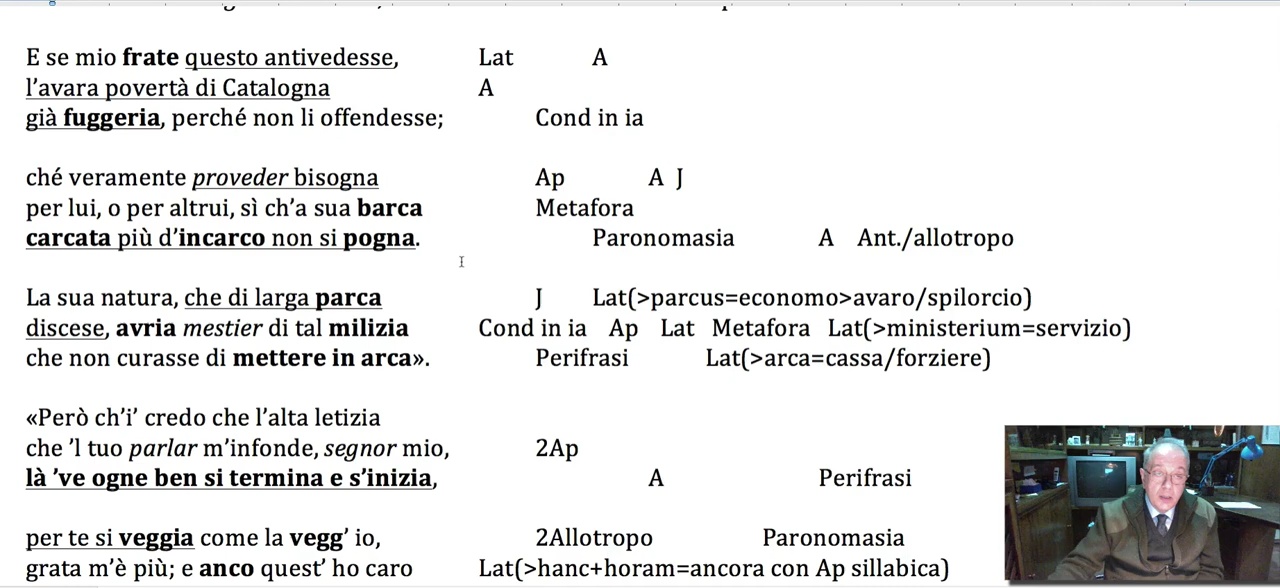 E se mio frate questo antivedesse, Lat A
l’avara povertà di Catalogna A
già fuggeria, perché non li offendesse; Cond in ia
ché veramente proveder bisogna Ap A J
per lui, o per altrui, sì ch’a sua barca Metafora
carcata più d’incarco non si pogna. Paronomasia A Ant./allotropo
La sua natura, che di larga parca J Lat(>parcus=economo>avaro/spilorcio)
discese, avria mestier di tal milizia Cond in ia Ap Lat Metafora Lat(>ministerium=servizio)
che non curasse di mettere in arca». Perifrasi Lat(>arca=cassa/forziere)
«Però ch’i’ credo che l’alta letizia
che ’l tuo parlar m’infonde, segnor mio, 2Ap
là ’ve ogne ben si termina e s’inizia, A Perifrasi
per te si veggia come la vegg’ io, 2Allotropo Paronomasia
grata m’è più; e anco quest’ ho caro Lat(>hanc+horam=ancora con Ap sillabica)